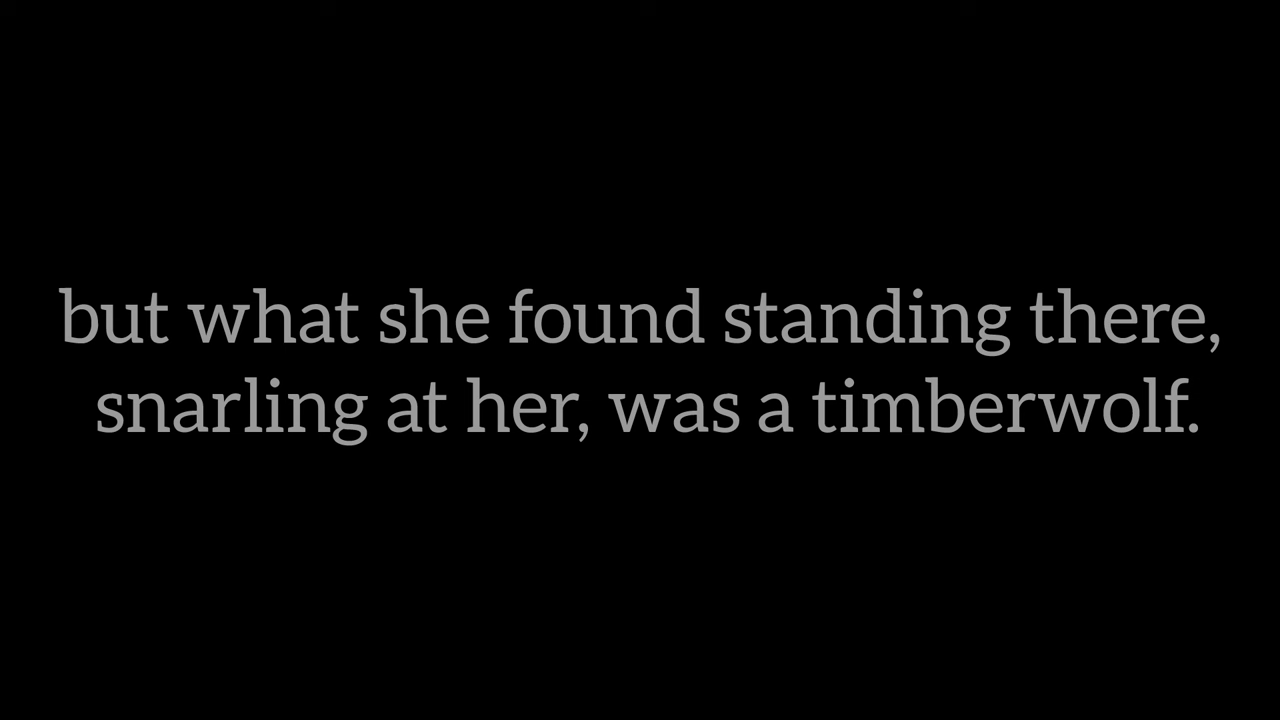 but what she found standing there,
snarling at her, was a timberwolf.